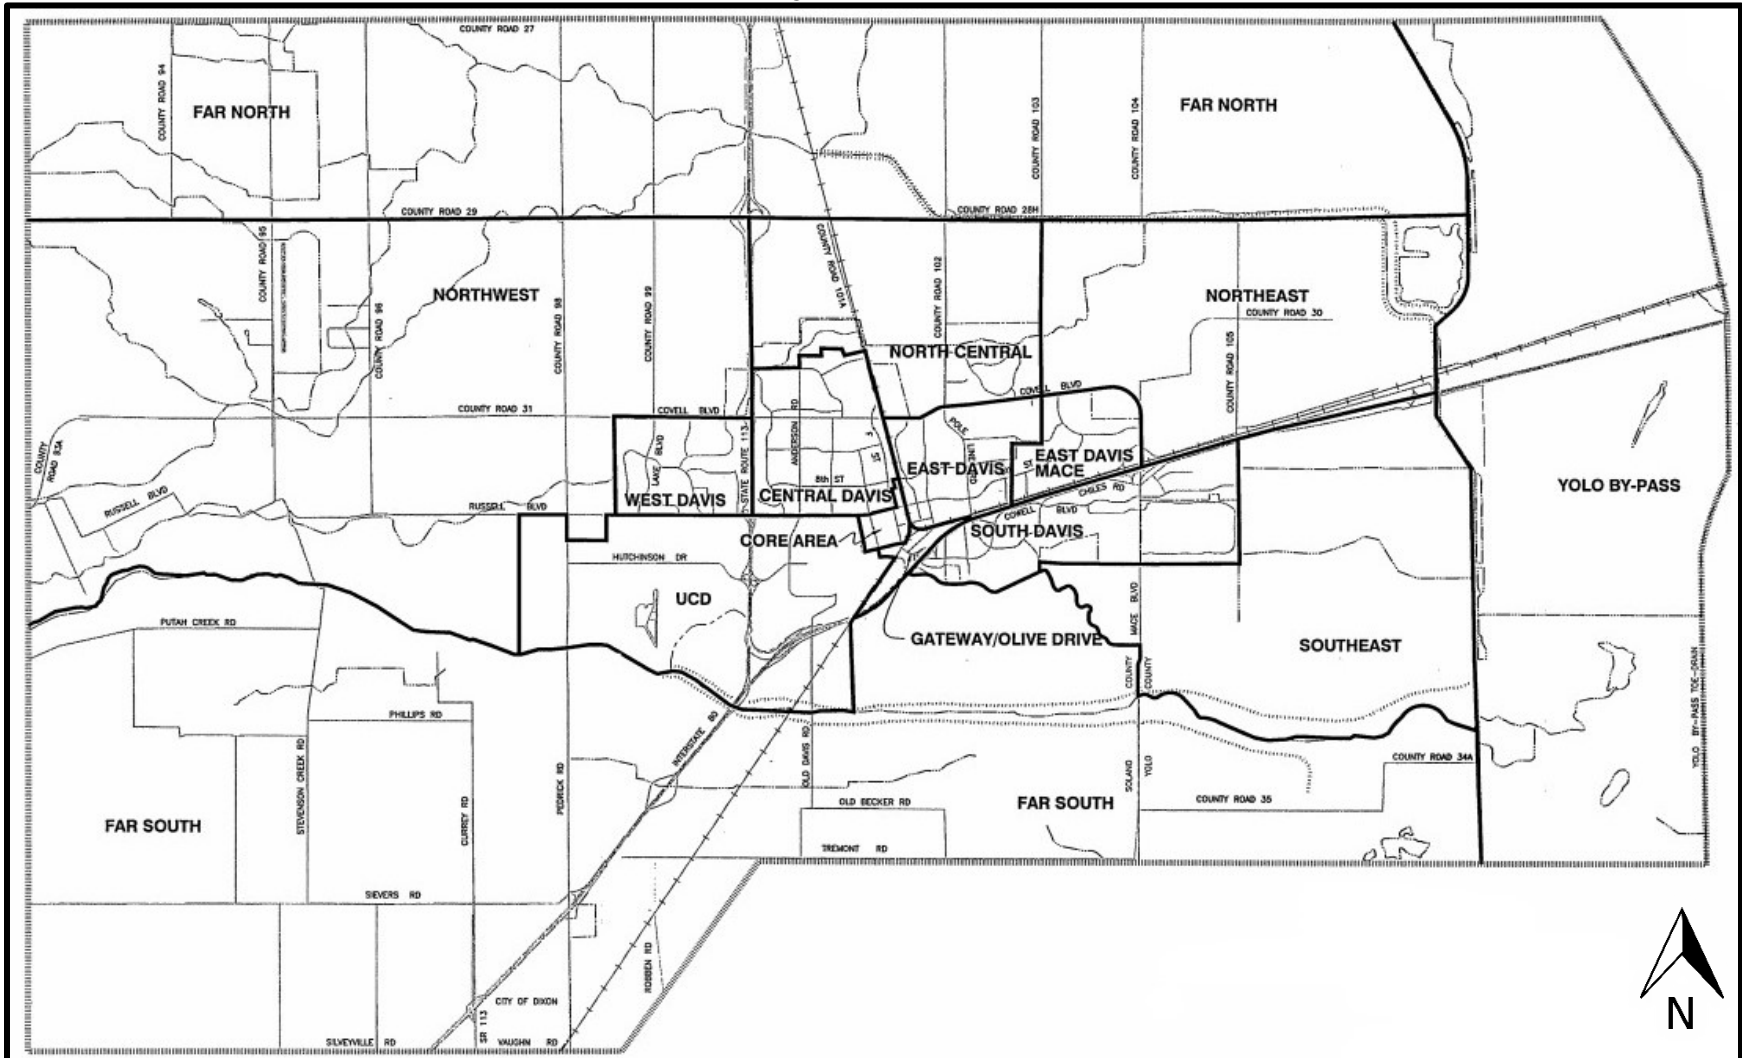 COUNTY ROAD 27
COUNTY ROAD 94
FAR NORTH
COUNTY ROAD 103
COUNTY ROAD 104
FAR NORTH
COUNTY ROAD 29
COUNTY ROAD 28H
COUNTY ROAD 95
COUNTY ROAD 96
NORTHWEST
COUNTY ROAD 98
COUNTY ROAD 99
COUNTY ROAD 101A
COUNTY ROAD 102
NORTH CENTRAL
NORTHEAST
COUNTY ROAD 30
COUNTY ROAD 105
COUNTY ROAD 31
COVELL BLVD
COVELL BLVD
COUNTY
ROAD 93A
RUSSELL BLVD
RUSSELL BLVD
LAKE BLVD
WEST DAVIS
STATE ROUTE 113
ANDERSON RD
F ST
8th ST
CENTRAL DAVIS
POLE
LINE RD
EAST DAVIS
EAST DAVIS
MACE
CHILES RD
COWELL BLVD
SOUTH DAVIS
YOLO BY-PASS
CORE AREA
HUTCHINSON DR
UCD
GATEWAY/OLIVE DRIVE
MACE BLVD
SOUTHEAST
COUNTY
COUNTY
SOLANO
YOLO
YOLO BY-PASS TOE-DRAIN
PUTAH CREEK RD
PHILLIPS RD
STEVENSON CREEK RD
CURREY RD
PEDRICK RD
INTERSTATE 80
OLD DAVIS RD
OLD BECKER RD
TREMONT RD
FAR SOUTH
FAR SOUTH
COUNTY ROAD 34A
COUNTY ROAD 35
SIEVERS RD
ROBBEN RD
CITY OF DIXON
SR 113
SILVEYVILLE RD
VAUGHN RD
N